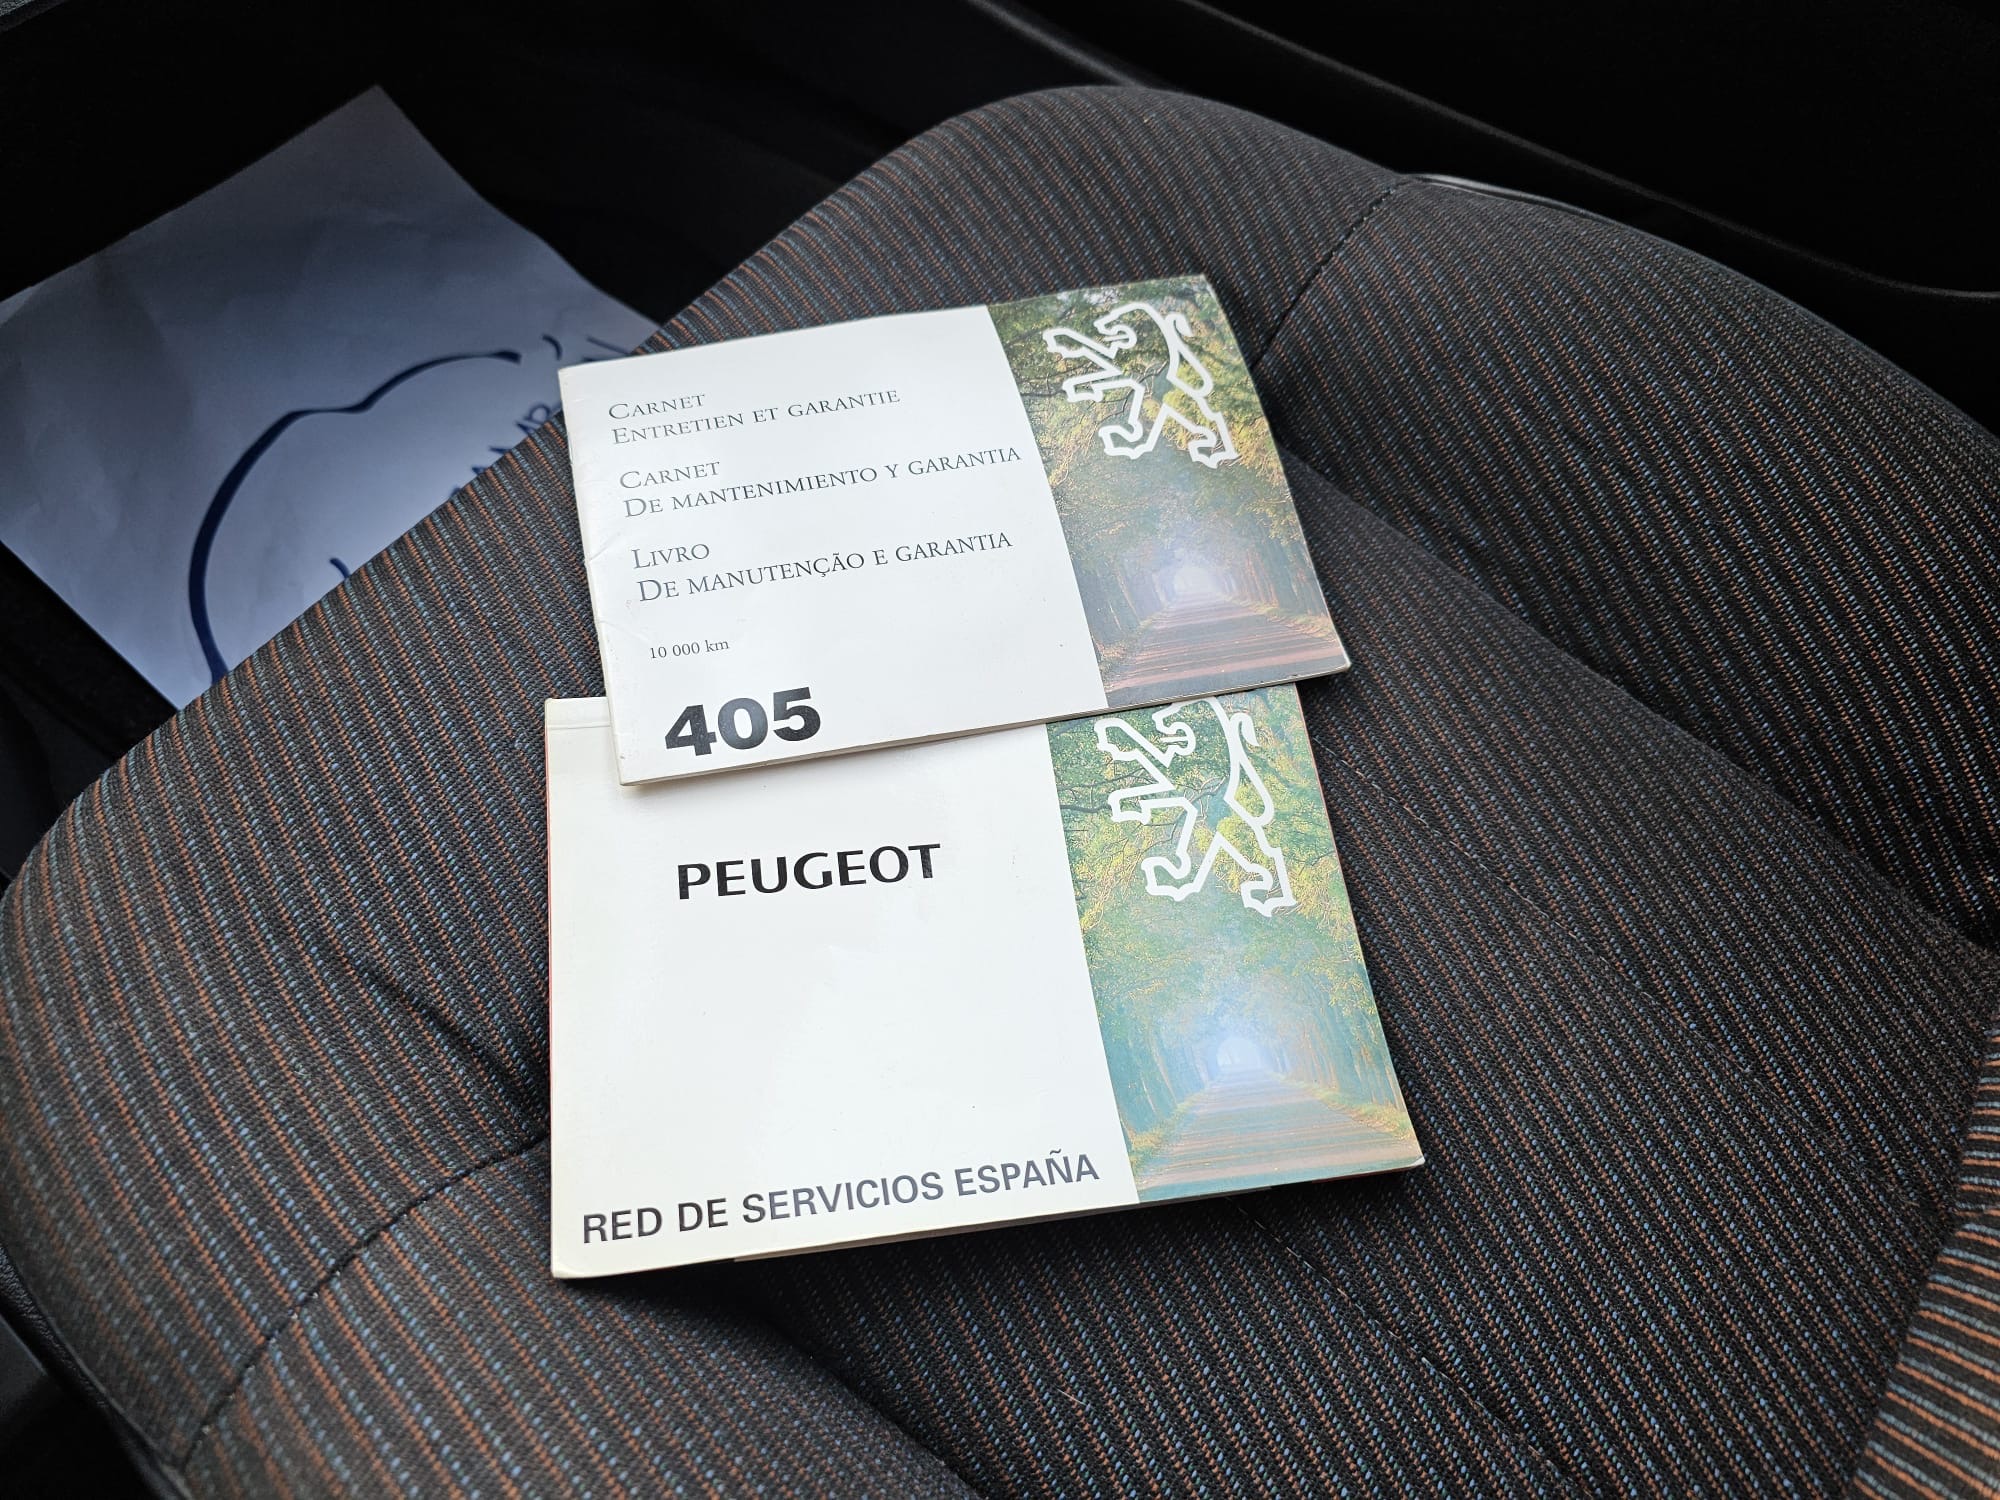 CARNET
ENTRETIEN ET GARANTIE
CARNET
DE MANTENIMIENTO Y GARANTIA
LIVRO
DE MANUTENÇÃO E GARANTIA
10 000 km
405
PEUGEOT
RED DE SERVICIOS ESPAÑA